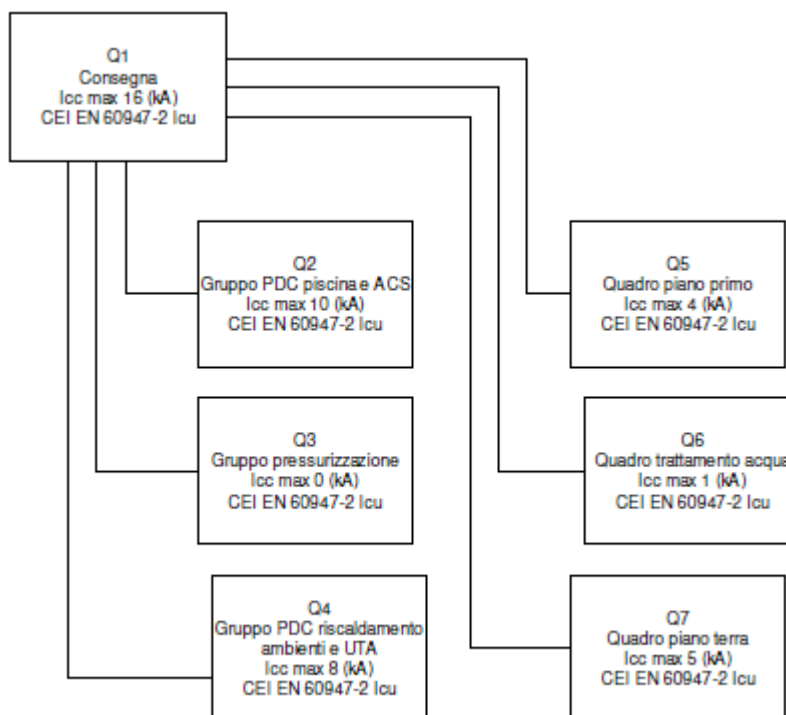 Q1
Consegna
Icc max 16 (kA)
CEI EN 60947-2 Icu
Q2
Gruppo PDC piscina e ACS
Icc max 10 (kA)
CEI EN 60947-2 Icu
Q5
Quadro piano primo
Icc max 4 (kA)
CEI EN 60947-2 Icu
Q3
Gruppo pressurizzazione
Icc max 0 (kA)
CEI EN 60947-2 Icu
Q6
Quadro trattamento acqua
Icc max 1 (kA)
CEI EN 60947-2 Icu
Q4
Gruppo PDC riscaldamento
ambienti e UTA
Icc max 8 (kA)
CEI EN 60947-2 Icu
Q7
Quadro piano terra
Icc max 5 (kA)
CEI EN 60947-2 Icu